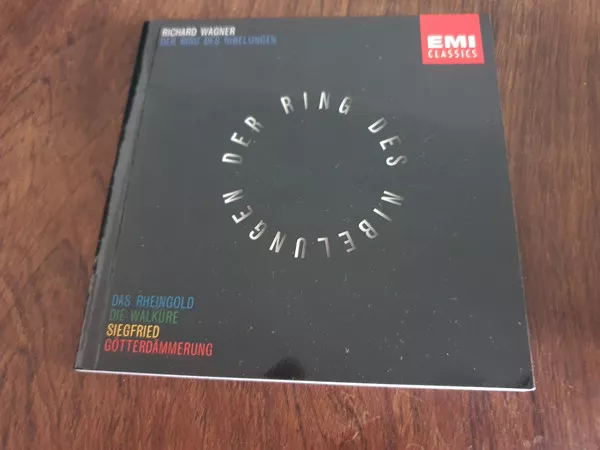 RICHARD WAGNER
DER RING DES NIBELUNGEN
EMI
CLASSICS
DER RING DES NIBELUNGEN
DAS RHEINGOLD
DIE WALKÜRE
SIEGFRIED
GÖTTERDÄMMERUNG